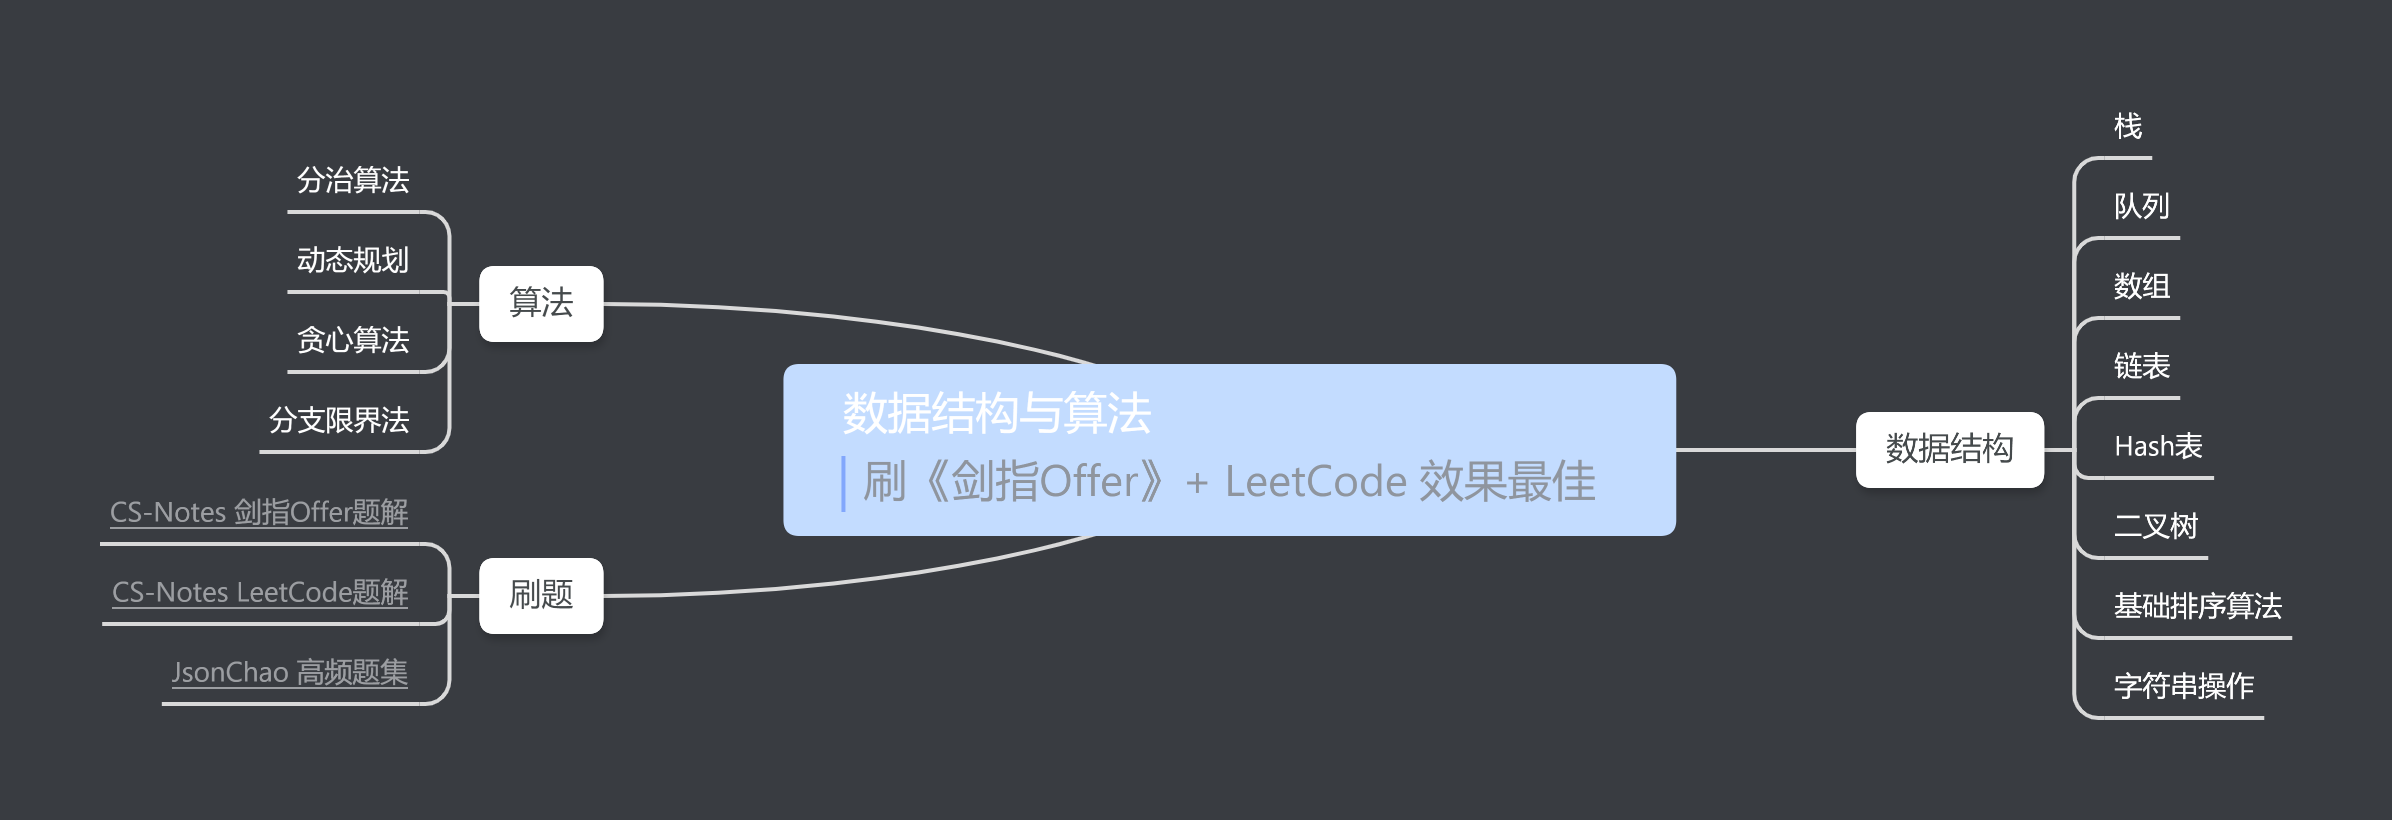 数据结构与算法
刷《剑指Offer》+ LeetCode 效果最佳
算法
分治算法
动态规划
贪心算法
分支限界法
刷题
CS-Notes 剑指Offer题解
CS-Notes LeetCode题解
JsonChao 高频题集
数据结构
栈
队列
数组
链表
Hash表
二叉树
基础排序算法
字符串操作